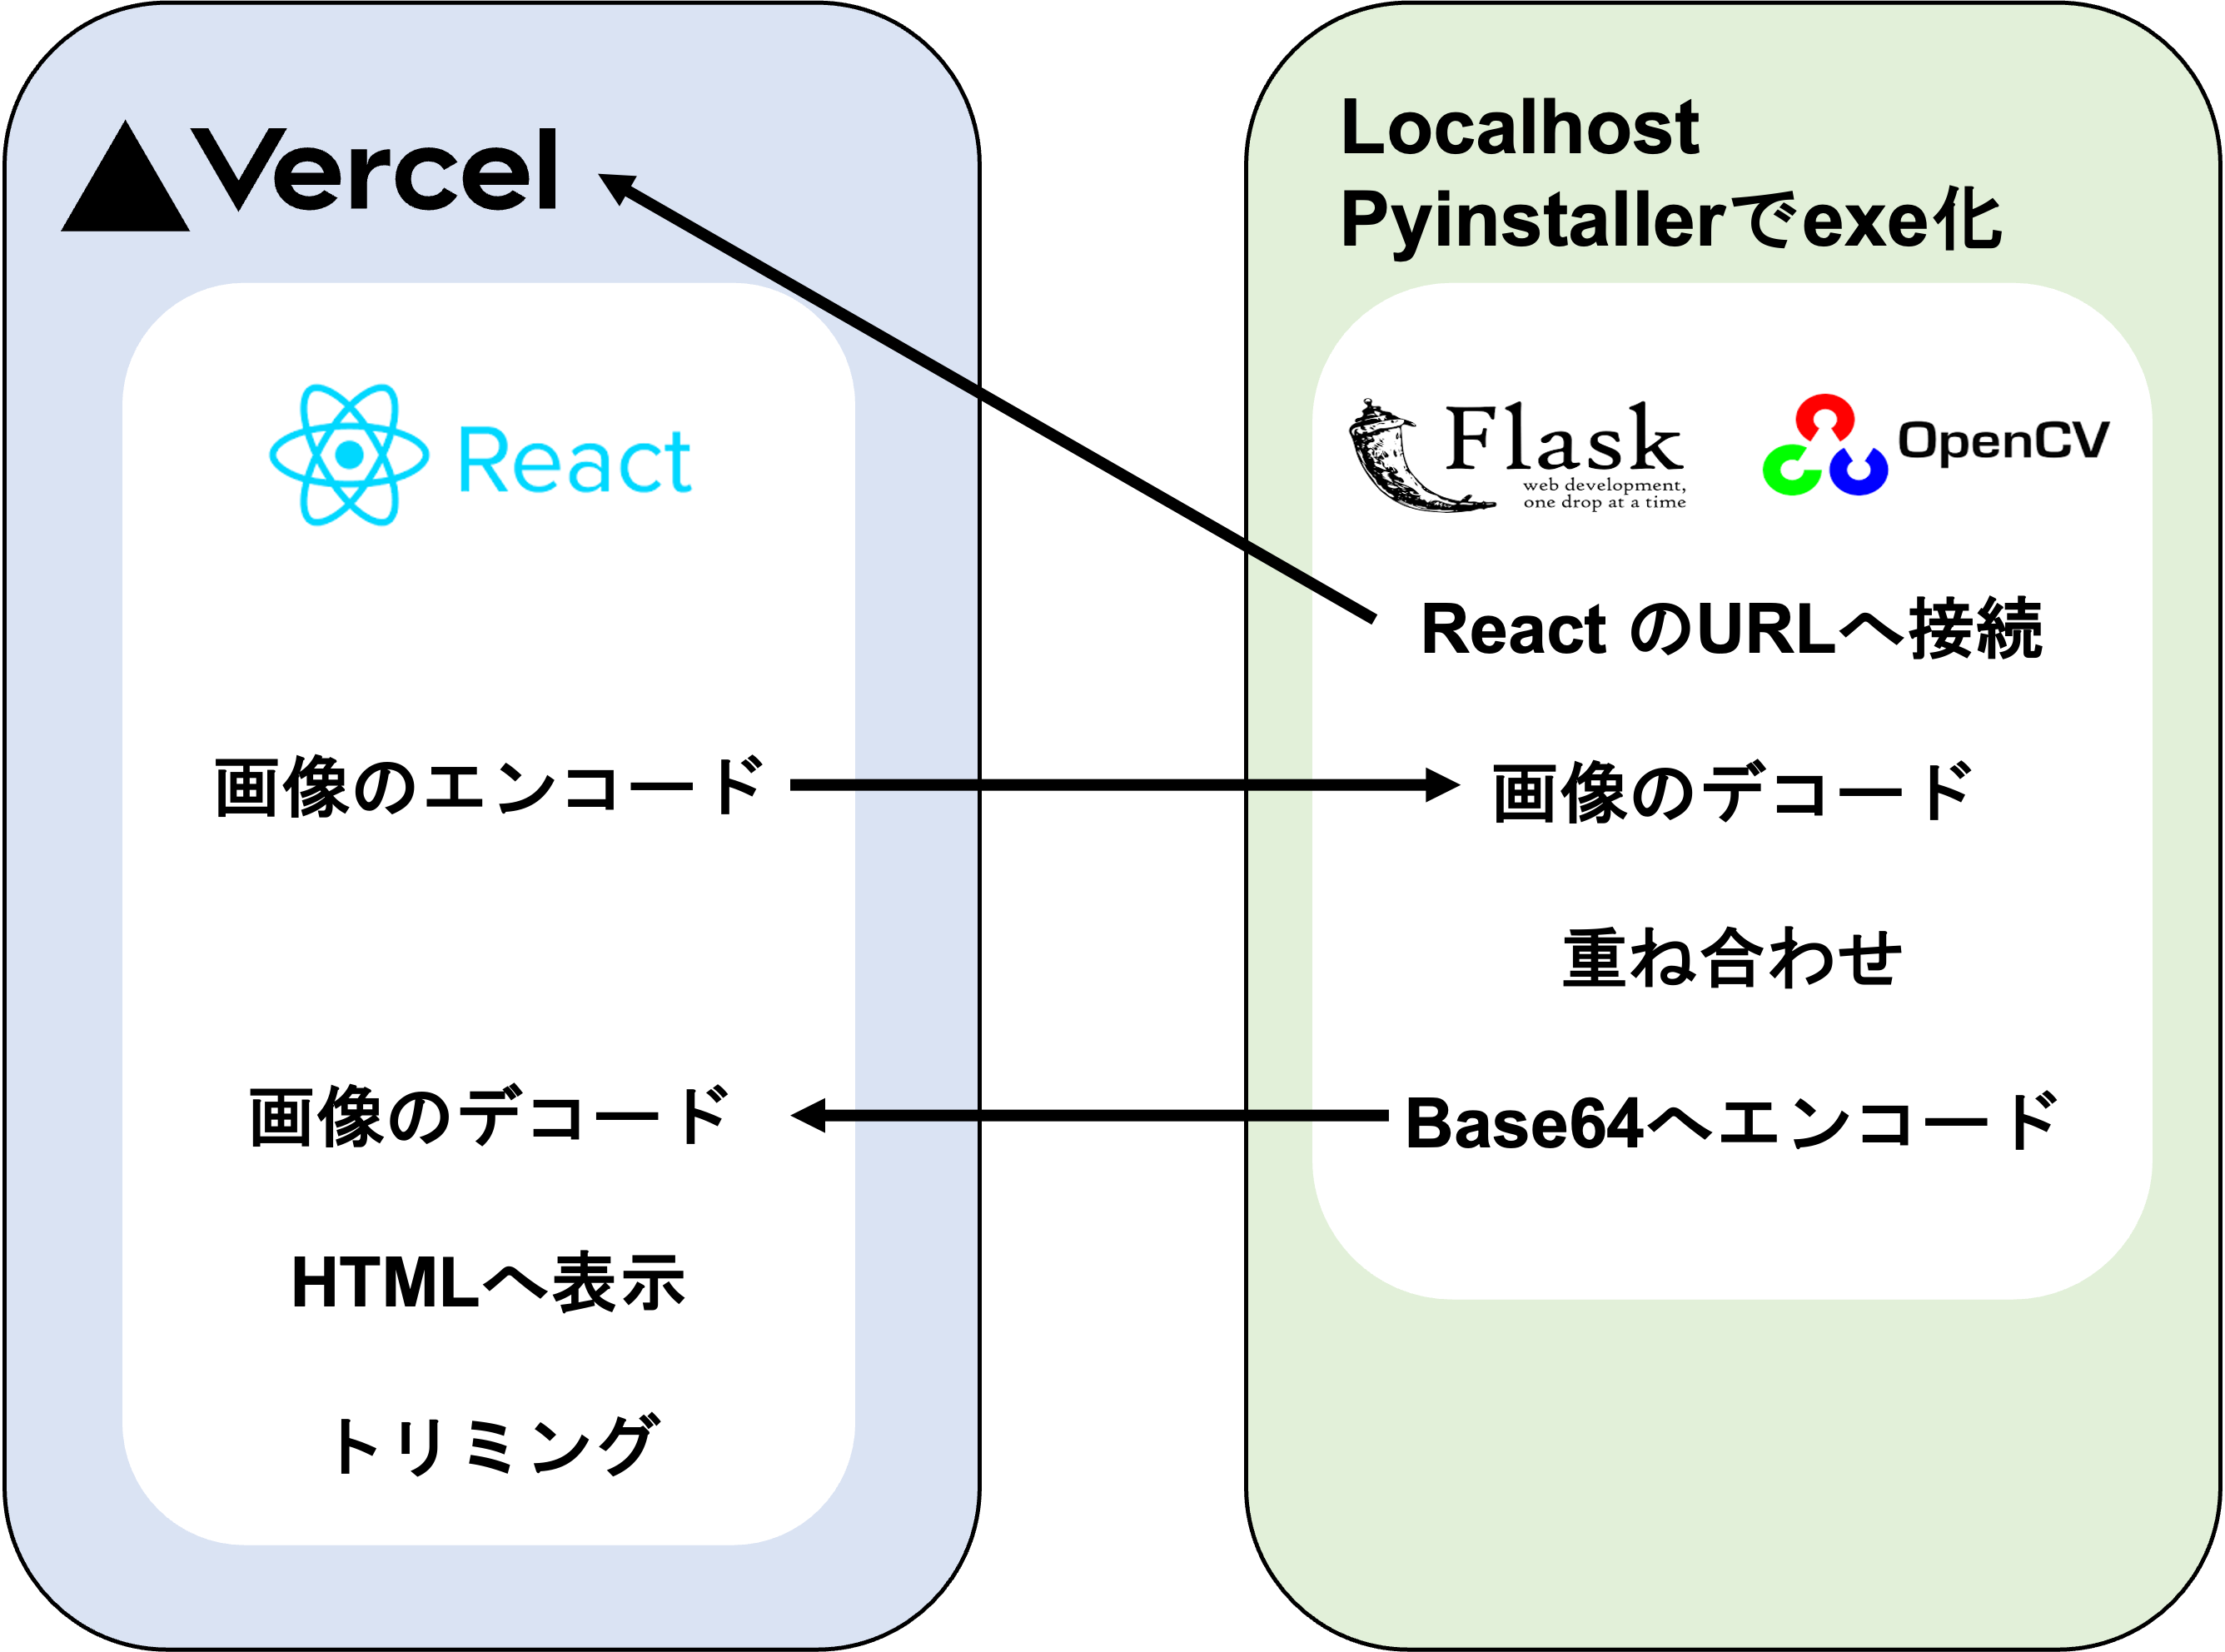 Vercel
React
画像のエンコード
画像のデコード
HTMLへ表示
トリミング
Localhost
Pyinstallerでexe化
Flask
web development,
one drop at a time
OpenCV
React のURLへ接続
画像のデコード
重ね合わせ
Base64へエンコード